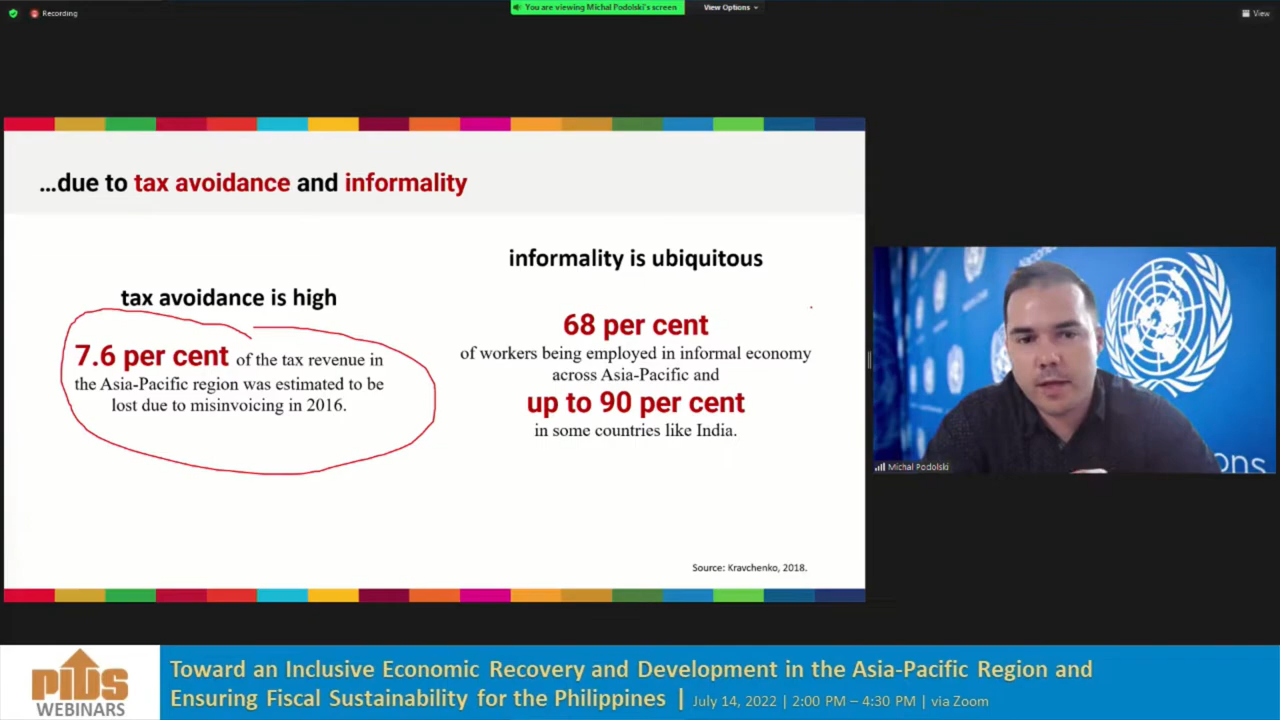 Recording
You are viewing Michal Podolski's screen
View Options
View
...due to tax avoidance and informality
tax avoidance is high
7.6 per cent of the tax revenue in
the Asia-Pacific region was estimated to be
lost due to misinvoicing in 2016.
informality is ubiquitous
68 per cent
of workers being employed in informal economy
across Asia-Pacific and
up to 90 per cent
in some countries like India.
Source: Kravchenko, 2018.
Michal Podolski
ons
PIDS
WEBINARS
Toward an Inclusive Economic Recovery and Development in the Asia-Pacific Region and
Ensuring Fiscal Sustainability for the Philippines | July 14, 2022 | 2:00 PM – 4:30 PM | via Zoom